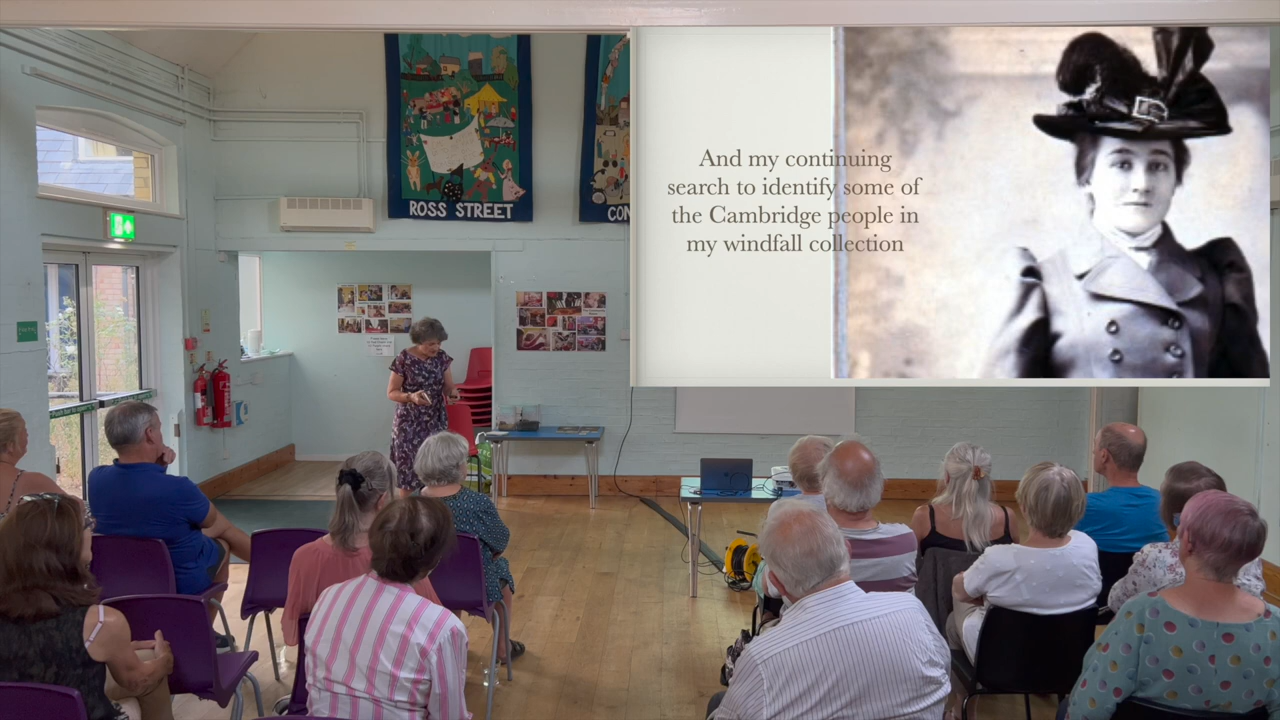 ROSS STREET
CON
And my continuing
search to identify some of
the Cambridge people in
my windfall collection